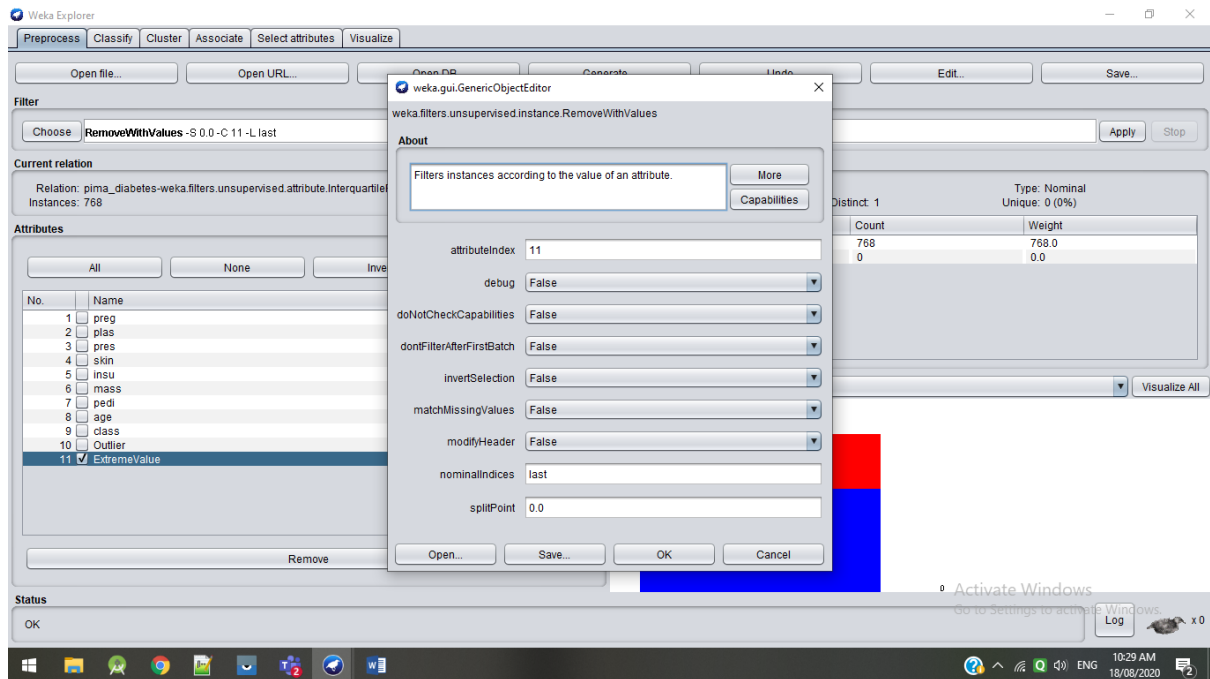 Weka Explorer
Preprocess Classify Cluster Associate Select attributes Visualize
Open file... Open URL... Open DB Generate Undo Edit... Save...
Filter
Choose RemoveWithValues -S 0.0 -C 11 -L last Apply Stop
Current relation
Relation: pima_diabetes-weka.filters.unsupervised.attribute.Interquartile
Instances: 768
Attributes
All None Inve
No. Name
1 preg
2 plas
3 pres
4 skin
5 insu
6 mass
7 pedi
8 age
9 class
10 Outlier
11 ExtremeValue
Remove
weka.gui.GenericObjectEditor
weka.filters.unsupervised.instance.RemoveWithValues
About
Filters instances according to the value of an attribute.
More
Capabilities
attributeIndex 11
debug False
doNotCheckCapabilities False
dontFilterAfterFirstBatch False
invertSelection False
matchMissingValues False
modifyHeader False
nominalIndices last
splitPoint 0.0
Open... Save... OK Cancel
Type: Nominal
Distinct: 1 Unique: 0 (0%)
Count Weight
768 768.0
0 0.0
Visualize All
0
Activate Windows
Go to Settings to activate Windows.
Status
OK
Log x 0
ENG 10:29 AM
18/08/2020